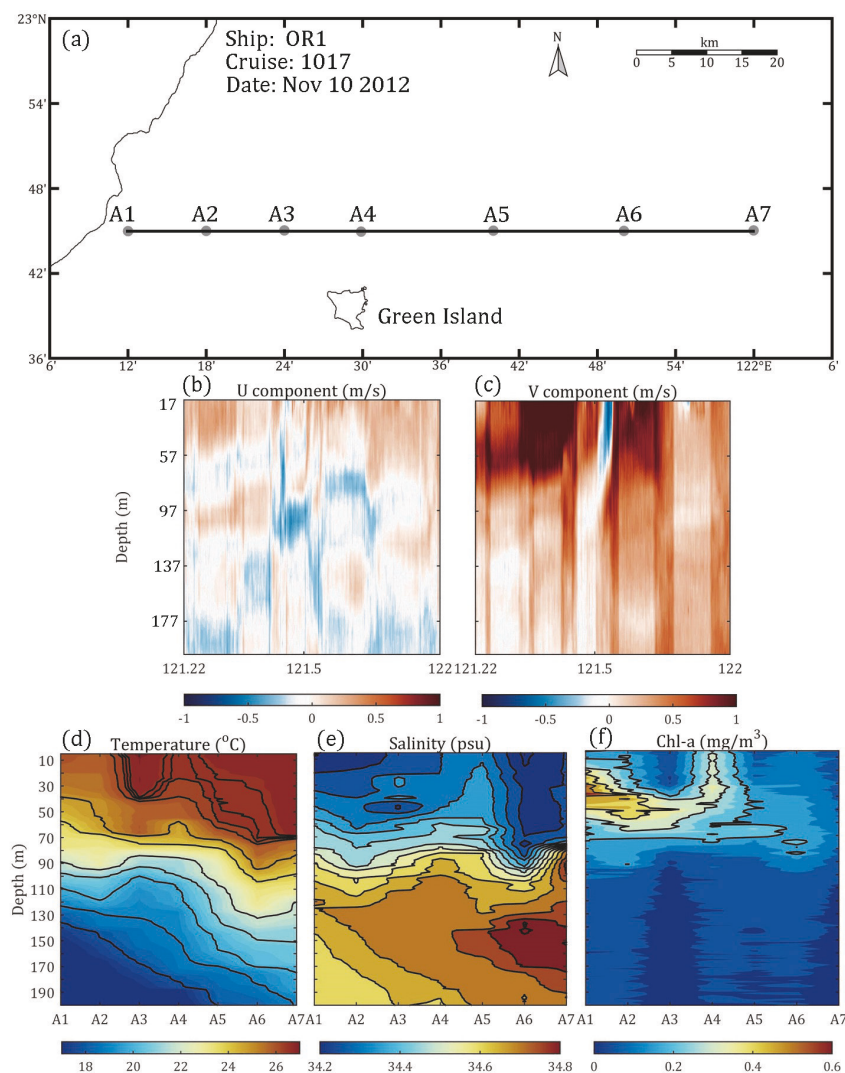 23°N
(a)
Ship: OR1
Cruise: 1017
Date: Nov 10 2012
N
km
0 5 10 15 20
54'
48'
A1 A2 A3 A4 A5 A6 A7
42'
Green Island
36'
6' 12' 18' 24' 30' 36' 42' 48' 54' 122°E 6'
(b) U component (m/s)
(c) V component (m/s)
17
57
97
137
177
Depth (m)
121.22 121.5 122
121.22 121.5 122
-1 -0.5 0 0.5 1
-1 -0.5 0 0.5 1
(d) Temperature (°C)
(e) Salinity (psu)
(f) Chl-a (mg/m³)
10
30
50
70
90
110
130
150
170
190
Depth (m)
A1 A2 A3 A4 A5 A6 A7
A1 A2 A3 A4 A5 A6 A7
A1 A2 A3 A4 A5 A6 A7
18 20 22 24 26
34.2 34.4 34.6 34.8
0 0.2 0.4 0.6